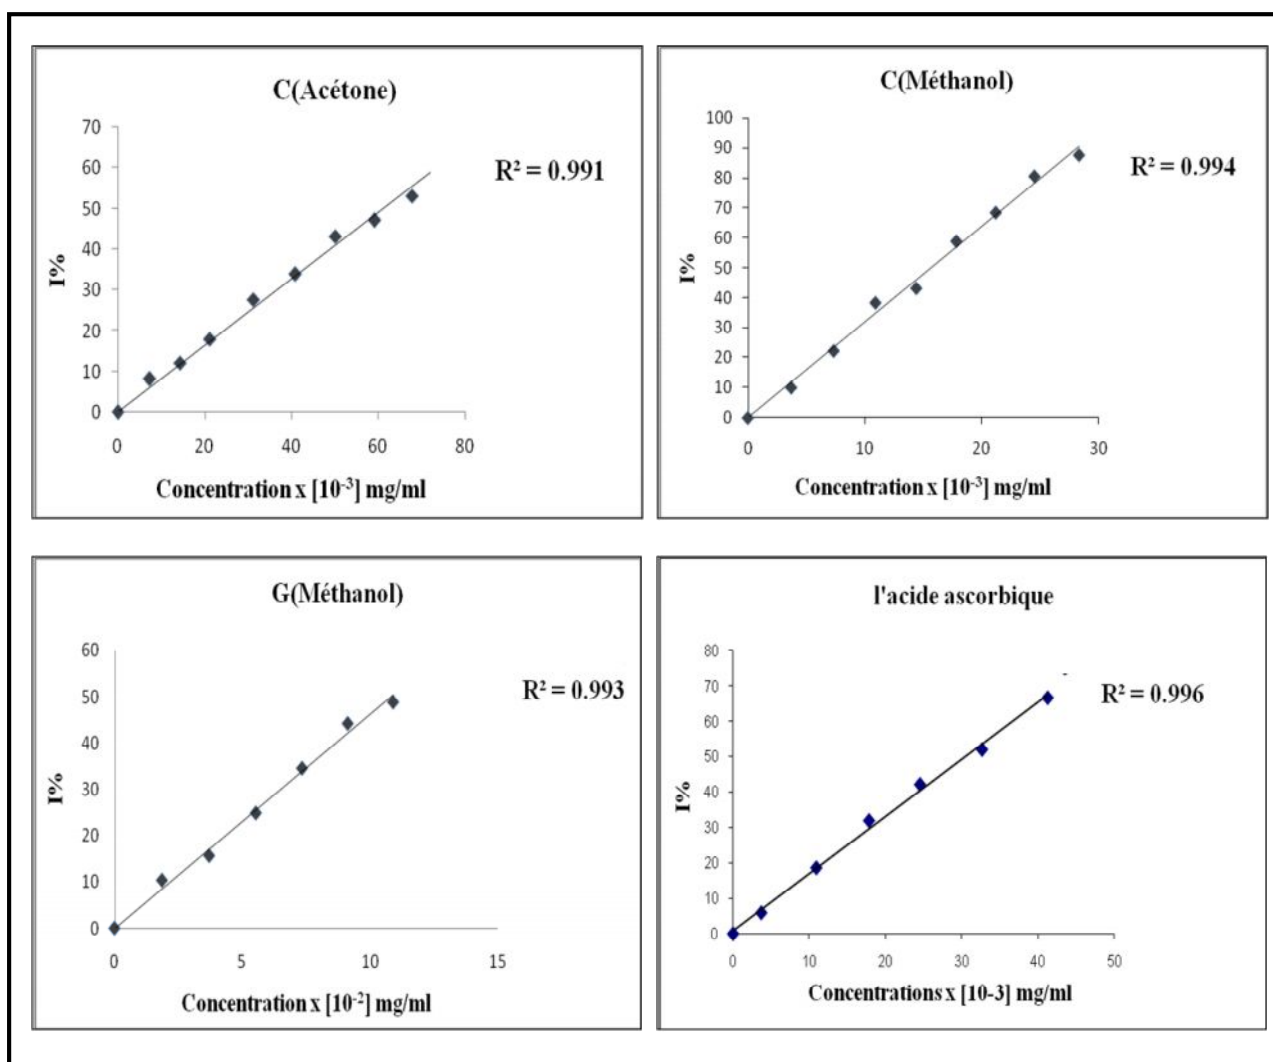 C(Acétone)
70
60
50
40
30
20
10
0
I%
R² = 0.991
0 20 40 60 80
Concentration x [10⁻³] mg/ml
C(Méthanol)
100
90
80
70
60
50
40
30
20
10
0
I%
R² = 0.994
0 10 20 30
Concentration x [10⁻³] mg/ml
G(Méthanol)
60
50
40
30
20
10
0
I%
R² = 0.993
0 5 10 15
Concentration x [10⁻²] mg/ml
l'acide ascorbique
80
70
60
50
40
30
20
10
0
I%
R² = 0.996
0 10 20 30 40 50
Concentrations x [10-3] mg/ml